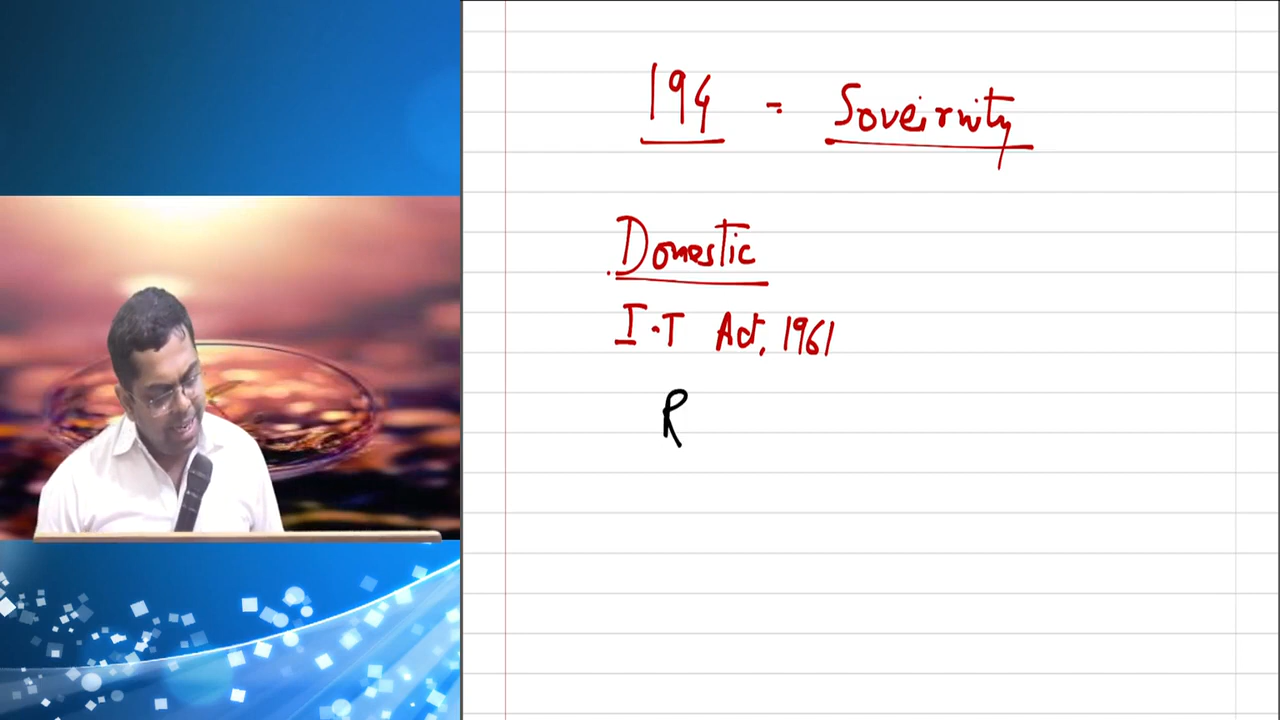 194 = Soveirnity
Domestic
I.T Act, 1961
R